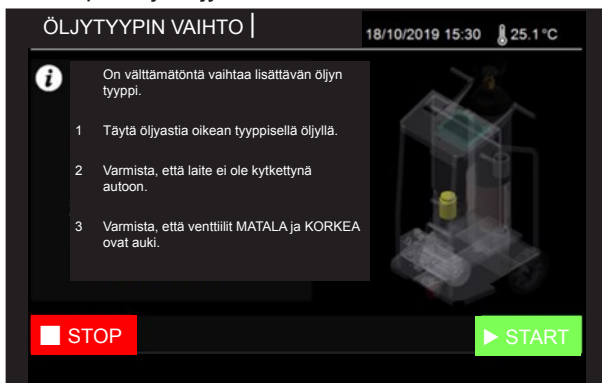 ÖLJYTYYPIN VAIHTO
18/10/2019 15:30 25.1°C
i
On välttämätöntä vaihtaa lisättävän öljyn
tyyppi.
1 Täytä öljyastia oikean tyyppisellä öljyllä.
2 Varmista, että laite ei ole kytkettynä
autoon.
3 Varmista, että venttiilit MATALA ja KORKEA
ovat auki.
STOP
START